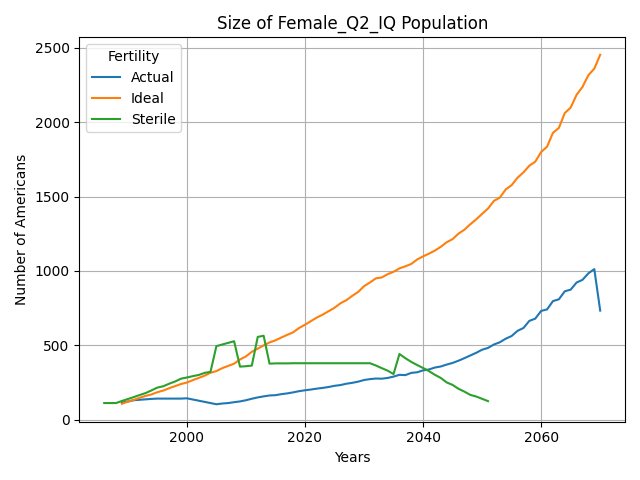 Size of Female_Q2_IQ Population
Number of Americans
2500
2000
1500
1000
500
0
Fertility
Actual
Ideal
Sterile
2000
2020
2040
2060
Years